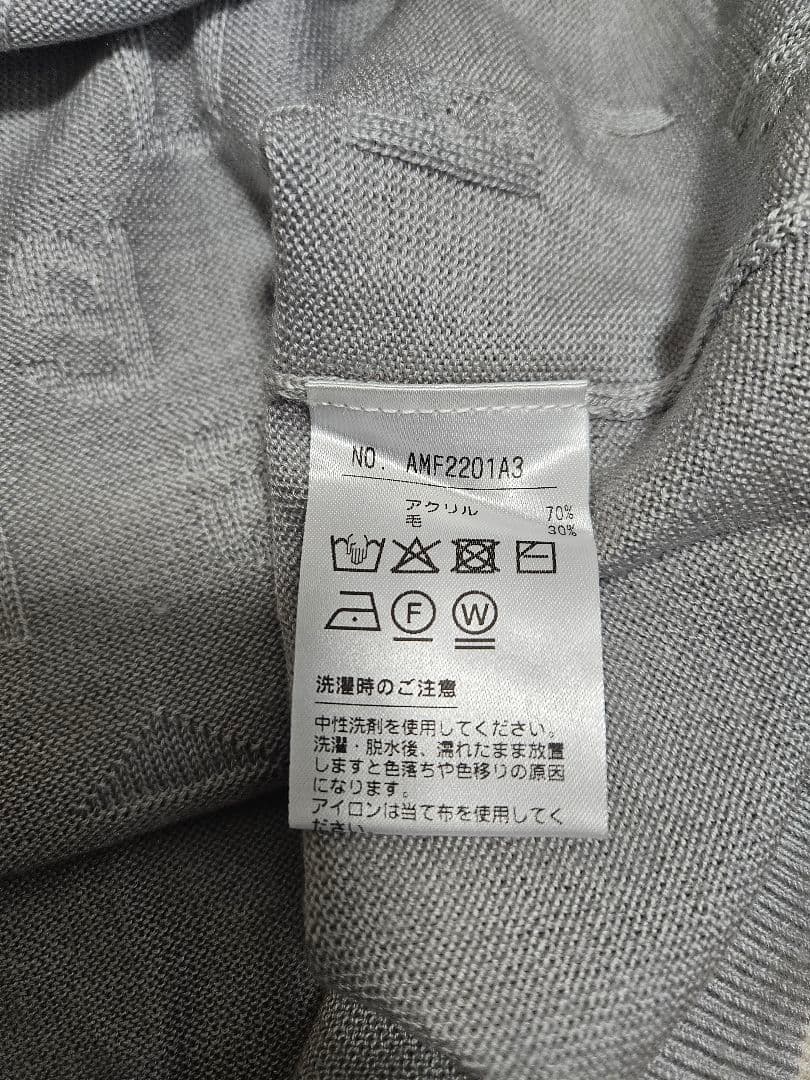 NO. AMF2201A3
アクリル 70%
毛 30%
F W
洗濯時のご注意
中性洗剤を使用してください。
洗濯・脱水後、濡れたまま放置
しますと色落ちや色移りの原因
になります。
アイロンは当て布を使用してく
ださい。